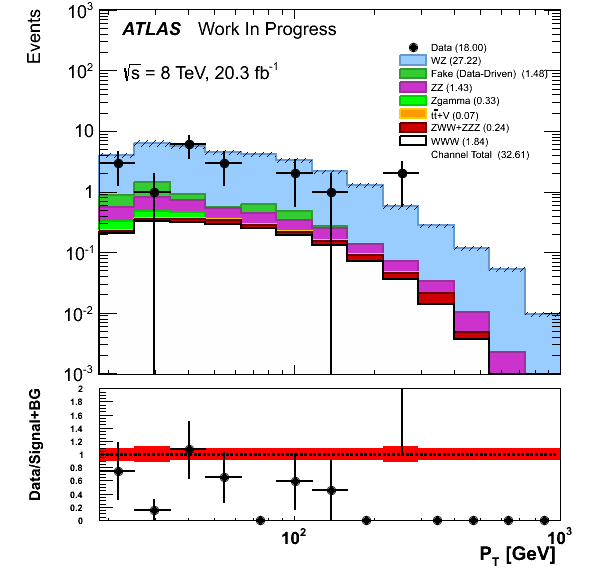 ATLAS Work In Progress
√s = 8 TeV, 20.3 fb⁻¹
Data (18.00)
WZ (27.22)
Fake (Data-Driven) (1.48)
ZZ (1.43)
Zgamma (0.33)
tt̄+V (0.07)
ZWW+ZZZ (0.24)
WWW (1.84)
Channel Total (32.61)
Events
10³
10²
10
1
10⁻¹
10⁻²
10⁻³
Data/Signal+BG
2
1.8
1.6
1.4
1.2
1
0.8
0.6
0.4
0.2
0
10²
10³
P_T [GeV]